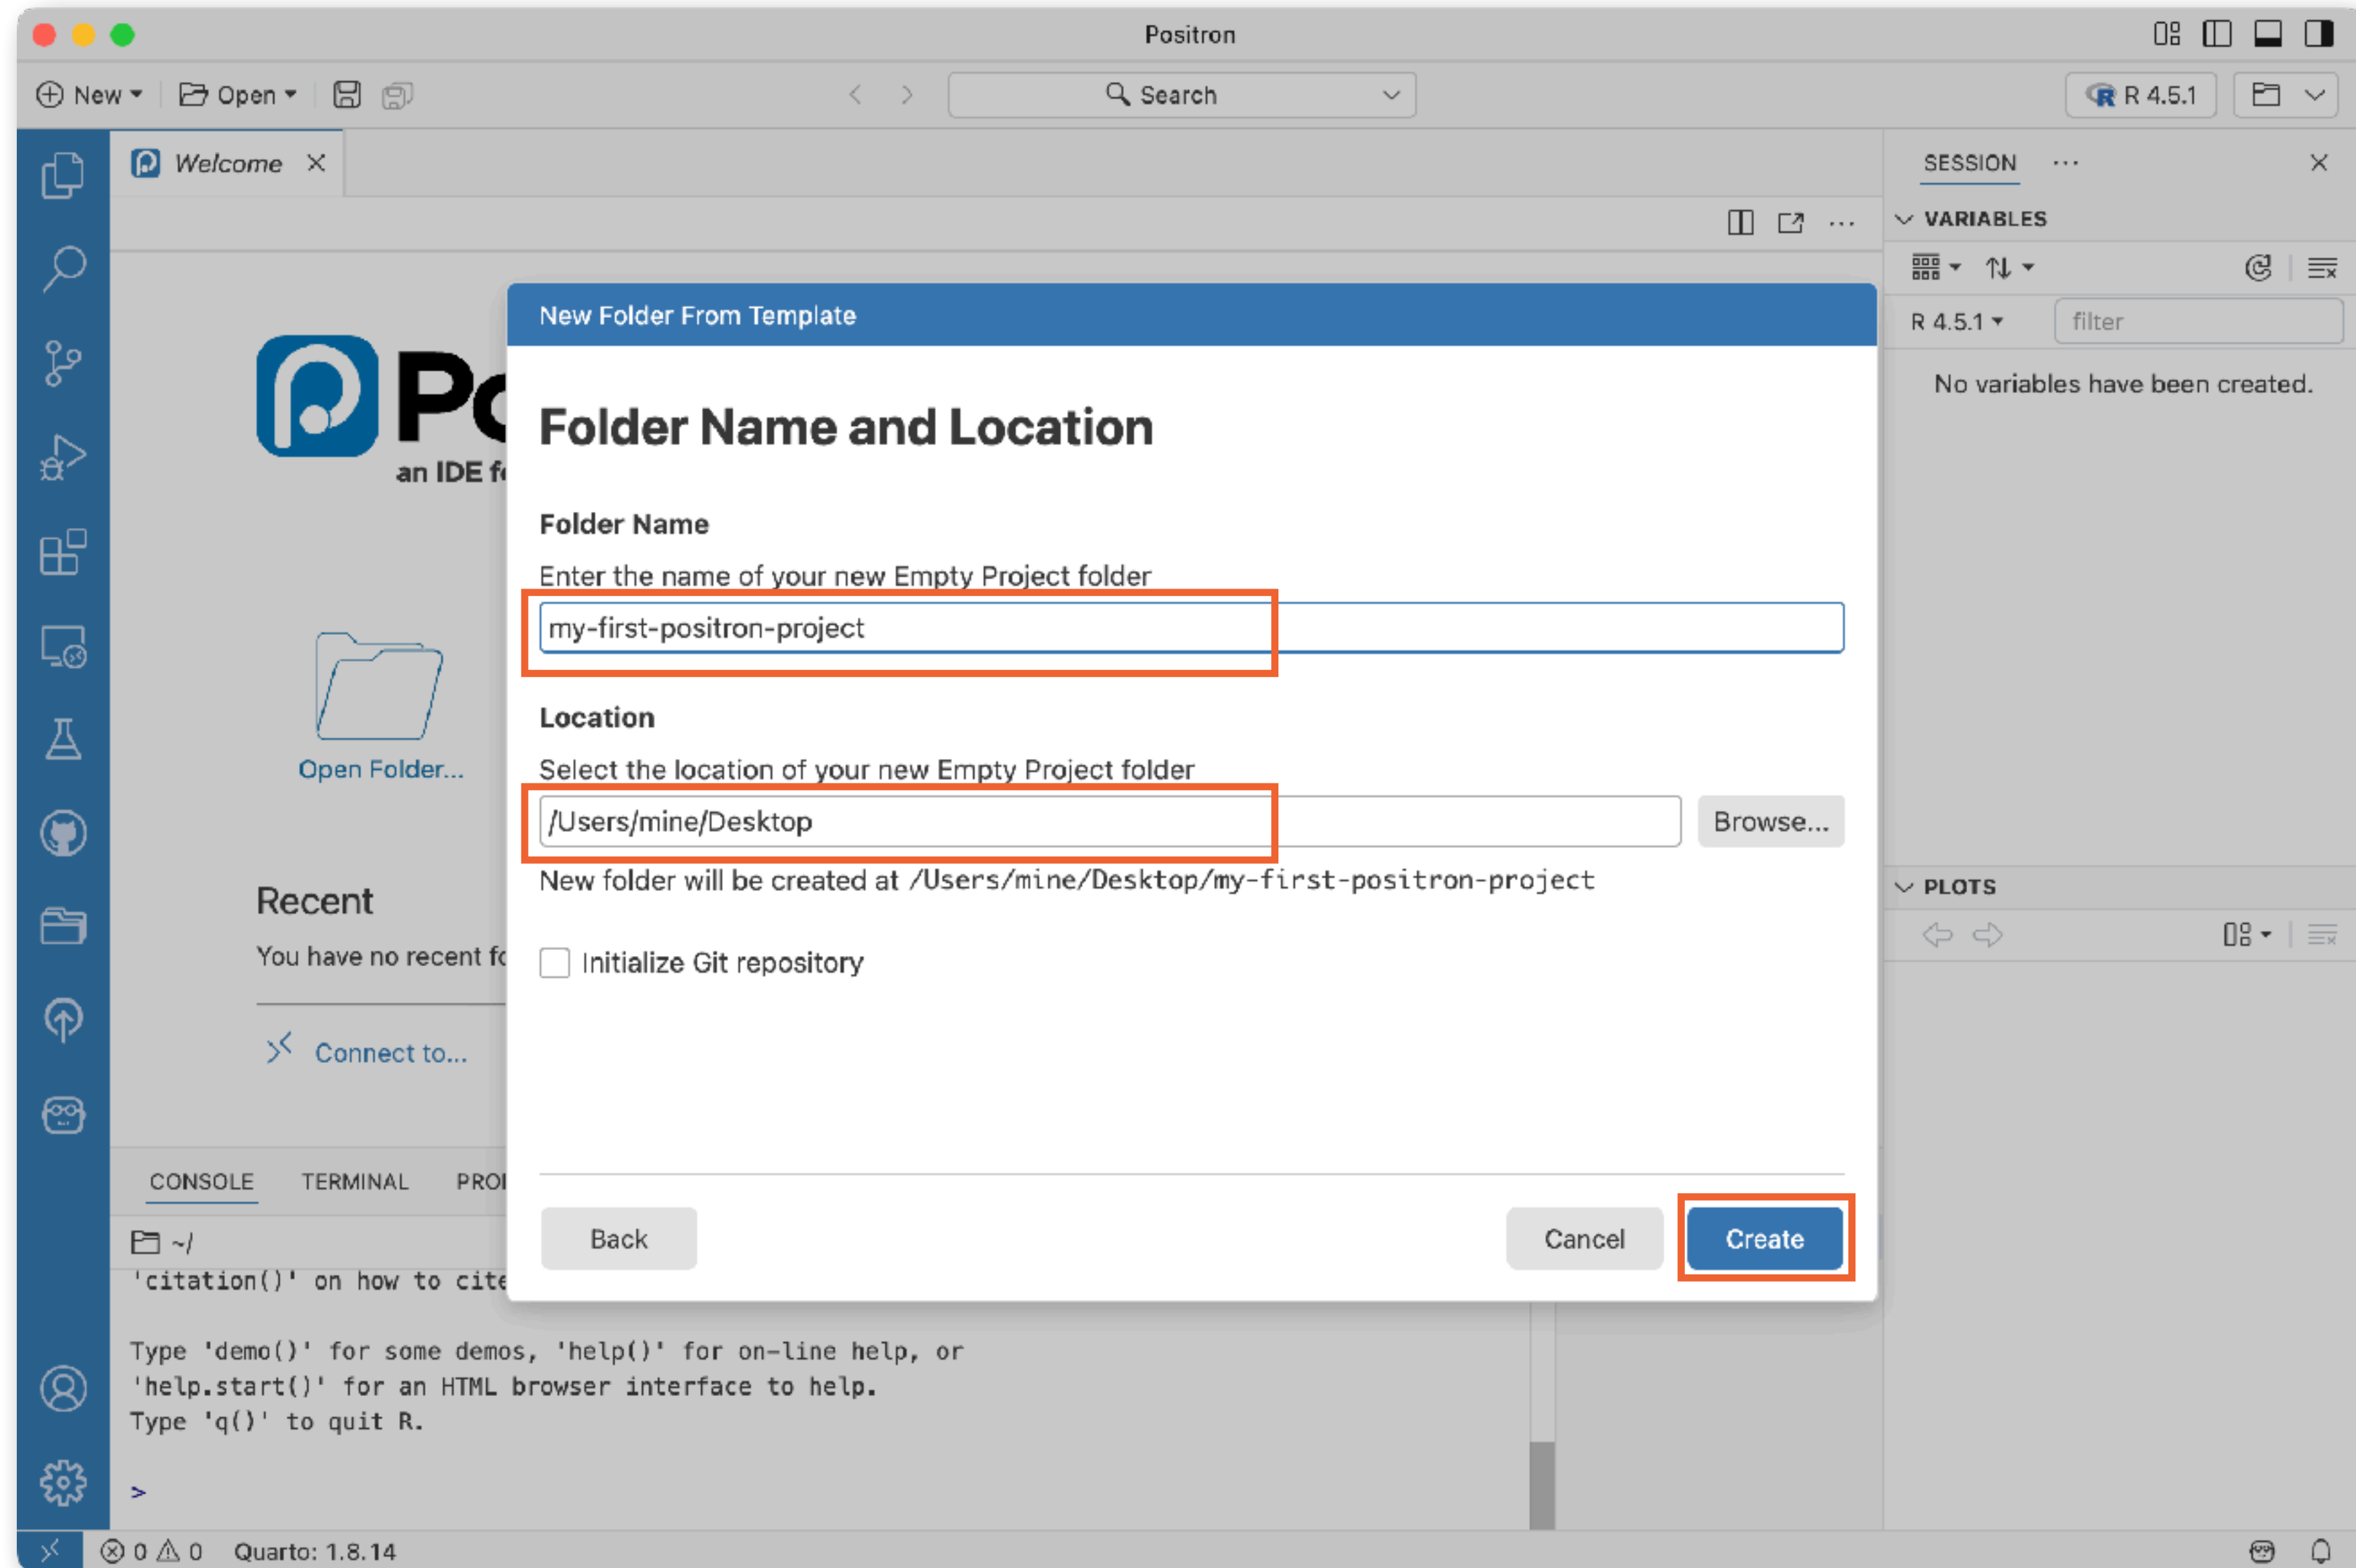 Positron
New
Open
Search
R 4.5.1
Welcome
SESSION
VARIABLES
R 4.5.1
filter
No variables have been created.
an IDE
Open Folder...
Recent
You have no recent
Connect to...
New Folder From Template
Folder Name and Location
Folder Name
Enter the name of your new Empty Project folder
my-first-positron-project
Location
Select the location of your new Empty Project folder
/Users/mine/Desktop
Browse...
New folder will be created at /Users/mine/Desktop/my-first-positron-project
Initialize Git repository
Back
Cancel
Create
PLOTS
CONSOLE
TERMINAL
~/
'citation()' on how to cite
Type 'demo()' for some demos, 'help()' for on-line help, or
'help.start()' for an HTML browser interface to help.
Type 'q()' to quit R.
>
0 0 Quarto: 1.8.14